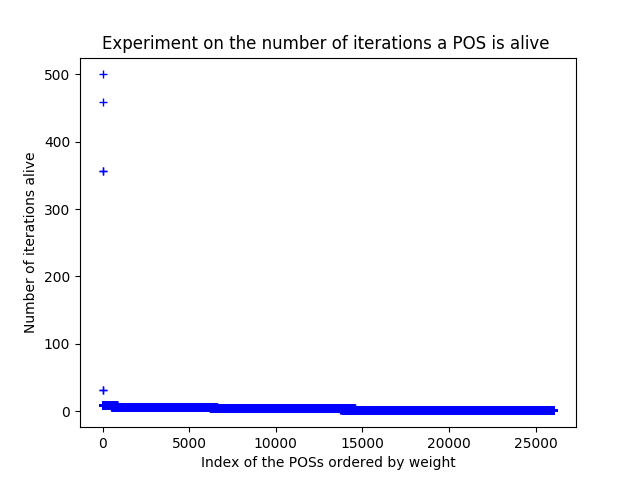 Experiment on the number of iterations a POS is alive
500
400
300
200
100
0
Number of iterations alive
0 5000 10000 15000 20000 25000
Index of the POSs ordered by weight